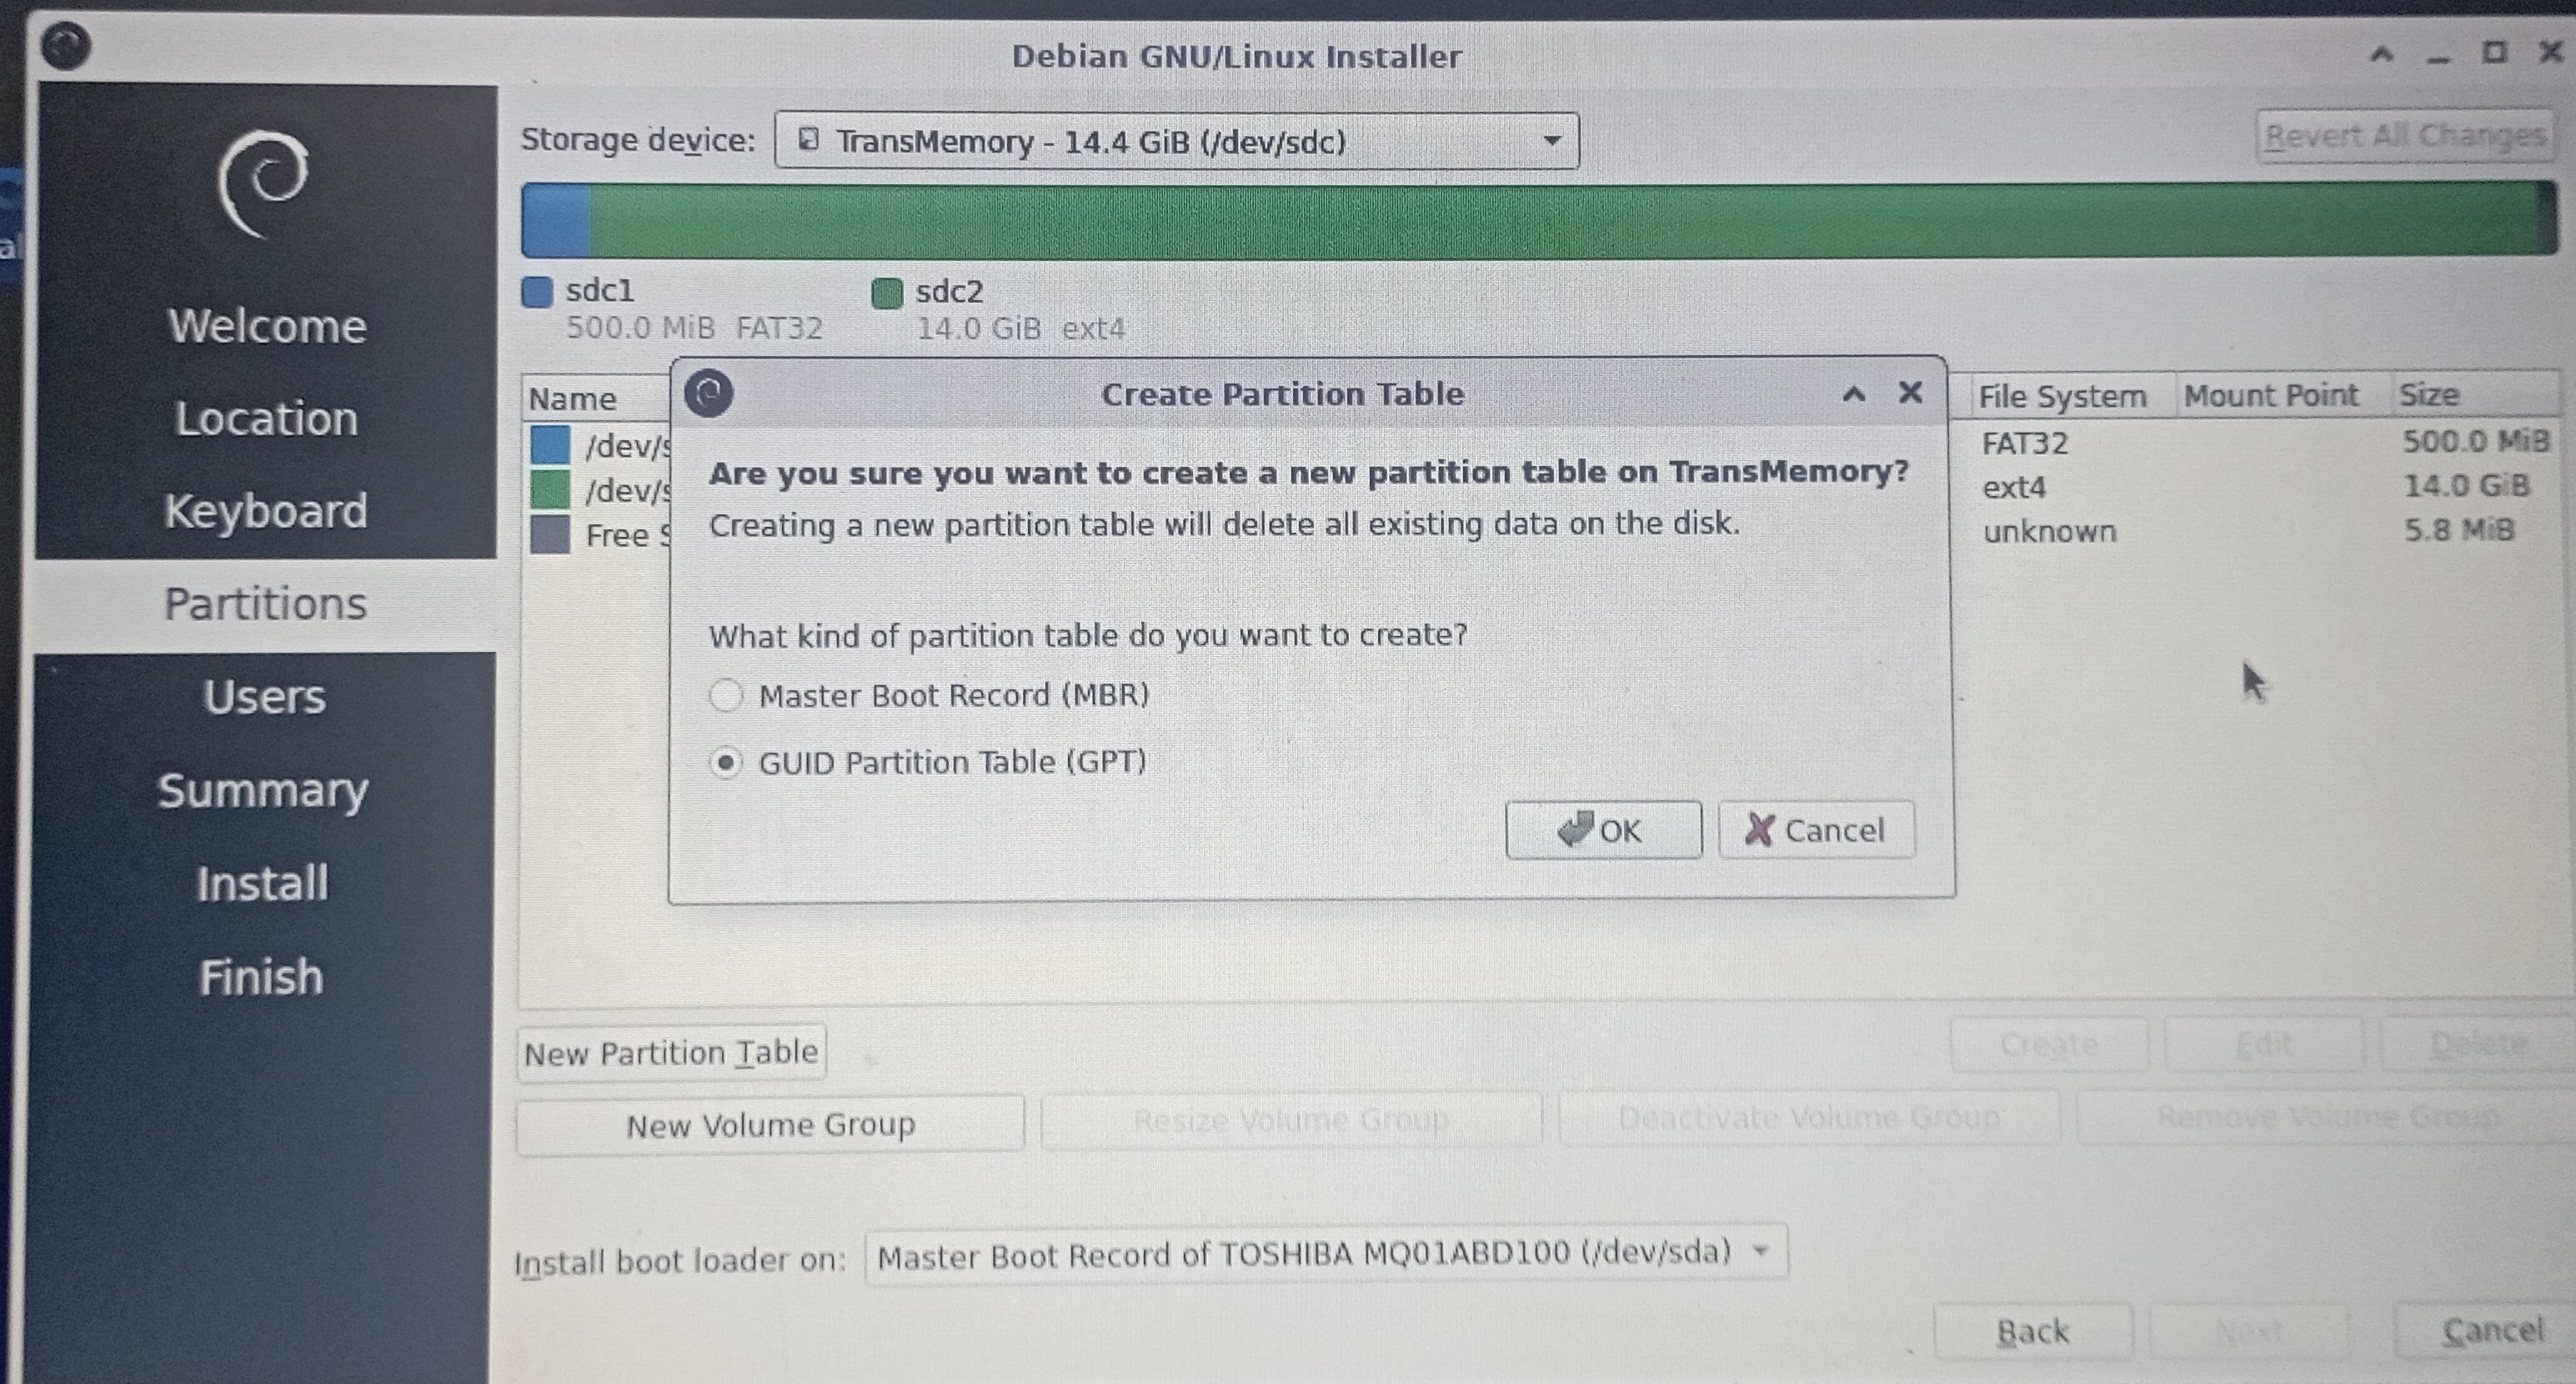 Debian GNU/Linux Installer
Storage device: TransMemory - 14.4 GiB (/dev/sdc)
Revert All Changes
sdc1
500.0 MiB FAT32
sdc2
14.0 GiB ext4
Welcome
Location
Keyboard
Partitions
Users
Summary
Install
Finish
Name
File System Mount Point Size
/dev/s
FAT32 500.0 MiB
/dev/s
ext4 14.0 GiB
Free S
unknown 5.8 MiB
Create Partition Table
Are you sure you want to create a new partition table on TransMemory?
Creating a new partition table will delete all existing data on the disk.
What kind of partition table do you want to create?
Master Boot Record (MBR)
GUID Partition Table (GPT)
OK Cancel
New Partition Table
Create Edit Delete
New Volume Group Resize Volume Group Deactivate Volume Group Remove Volume Group
Install boot loader on: Master Boot Record of TOSHIBA MQ01ABD100 (/dev/sda)
Back Next Cancel